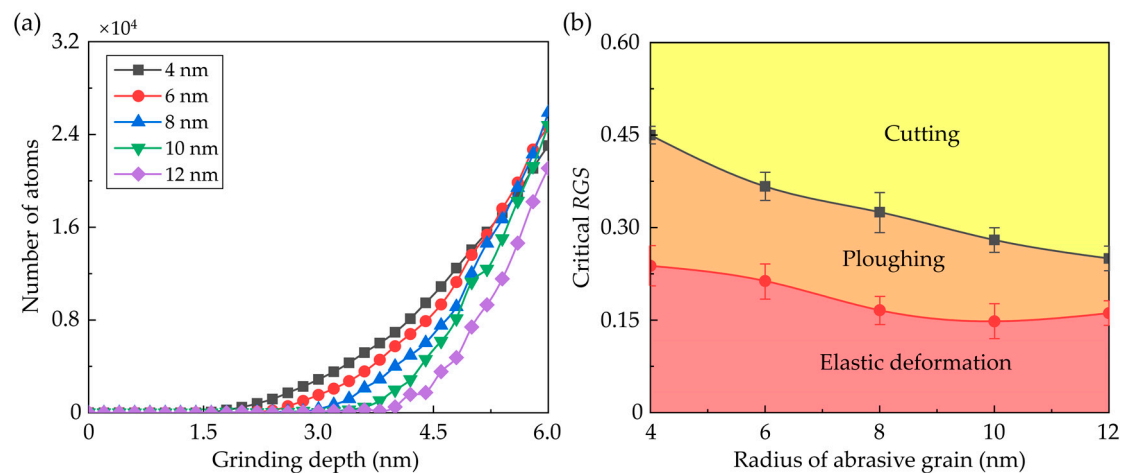 (a)
×10⁴
3.2
2.4
1.6
0.8
0
Number of atoms
4 nm
6 nm
8 nm
10 nm
12 nm
0 1.5 3.0 4.5 6.0
Grinding depth (nm)
(b)
0.60
0.45
0.30
0.15
0
Critical RGS
Cutting
Ploughing
Elastic deformation
4 6 8 10 12
Radius of abrasive grain (nm)